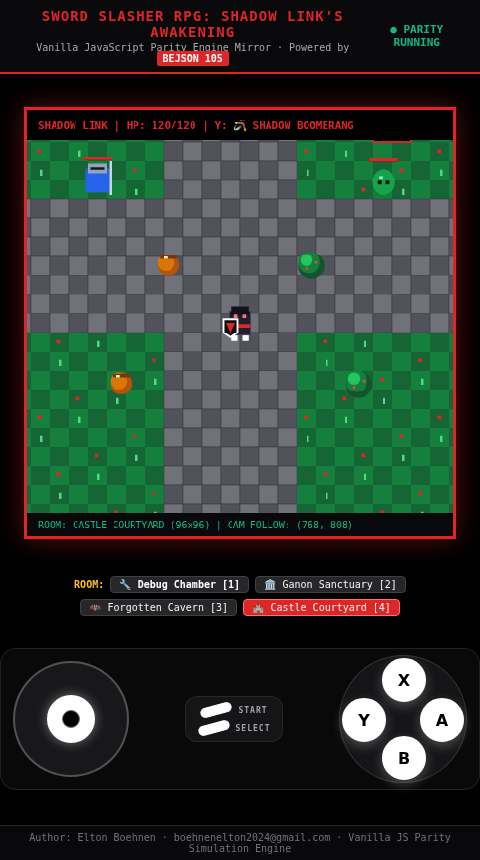 SWORD SLASHER RPG: SHADOW LINK'S
AWAKENING
Vanilla JavaScript Parity Engine Mirror · Powered by
BEJSON 105
● PARITY
RUNNING
SHADOW LINK | HP: 120/120 | Y: 🪃 SHADOW BOOMERANG
ROOM: CASTLE COURTYARD (96x96) | CAM FOLLOW: (768, 808)
ROOM: 🔧 Debug Chamber [1] 🏛️ Ganon Sanctuary [2]
🦇 Forgotten Cavern [3] 🏰 Castle Courtyard [4]
X
Y A
B
START
SELECT
Author: Elton Boehnen · boehnenelton2024@gmail.com · Vanilla JS Parity
Simulation Engine